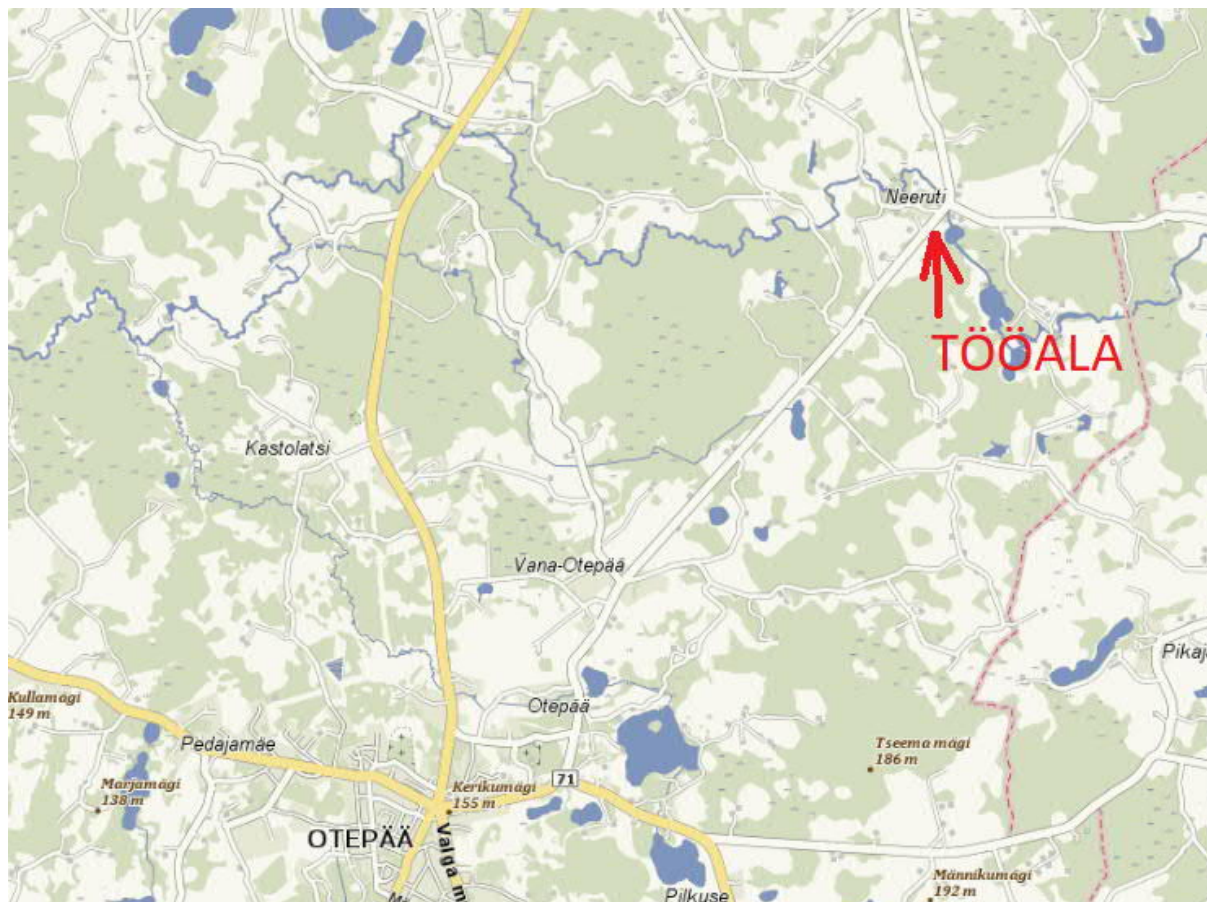 Neeruti
TÖÖALA
Kastolatsi
Vana-Otepää
Pikaj
Kullamägi
149 m
Otepää
Pedajamäe
Tseema mägi
186 m
71
Marjamägi
138 m
Kerikumägi
155 m
OTEPÄÄ
Valga m
Männikumägi
192 m
Pilkuse